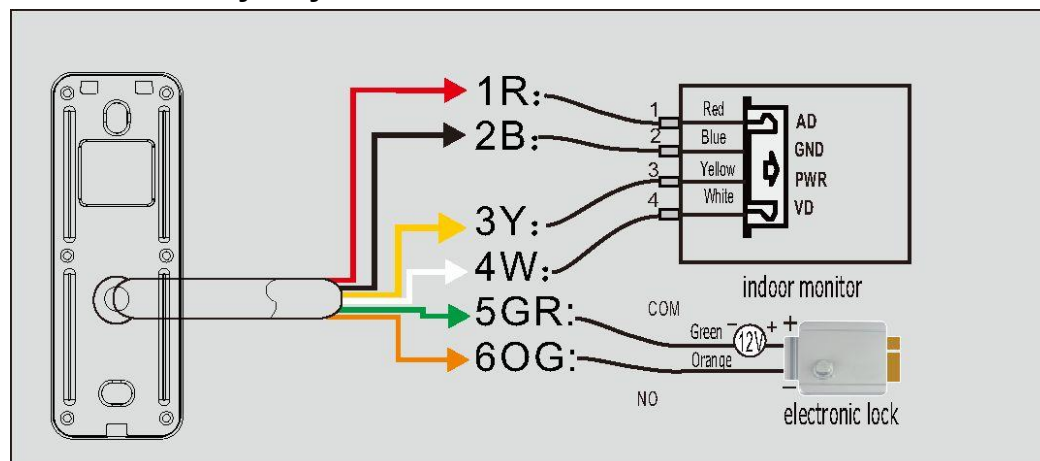 1R:
2B:
3Y:
4W:
5GR:
6OG:
1
2
3
4
Red
Blue
Yellow
White
AD
GND
PWR
VD
indoor monitor
COM
Green
− 12V +
+
Orange
−
NO
electronic lock